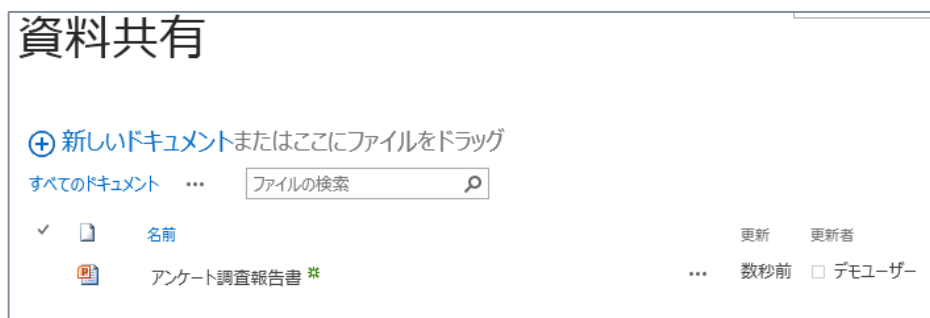 資料共有
新しいドキュメントまたはここにファイルをドラッグ
すべてのドキュメント ••• ファイルの検索
名前 更新 更新者
アンケート調査報告書 ••• 数秒前 デモユーザー